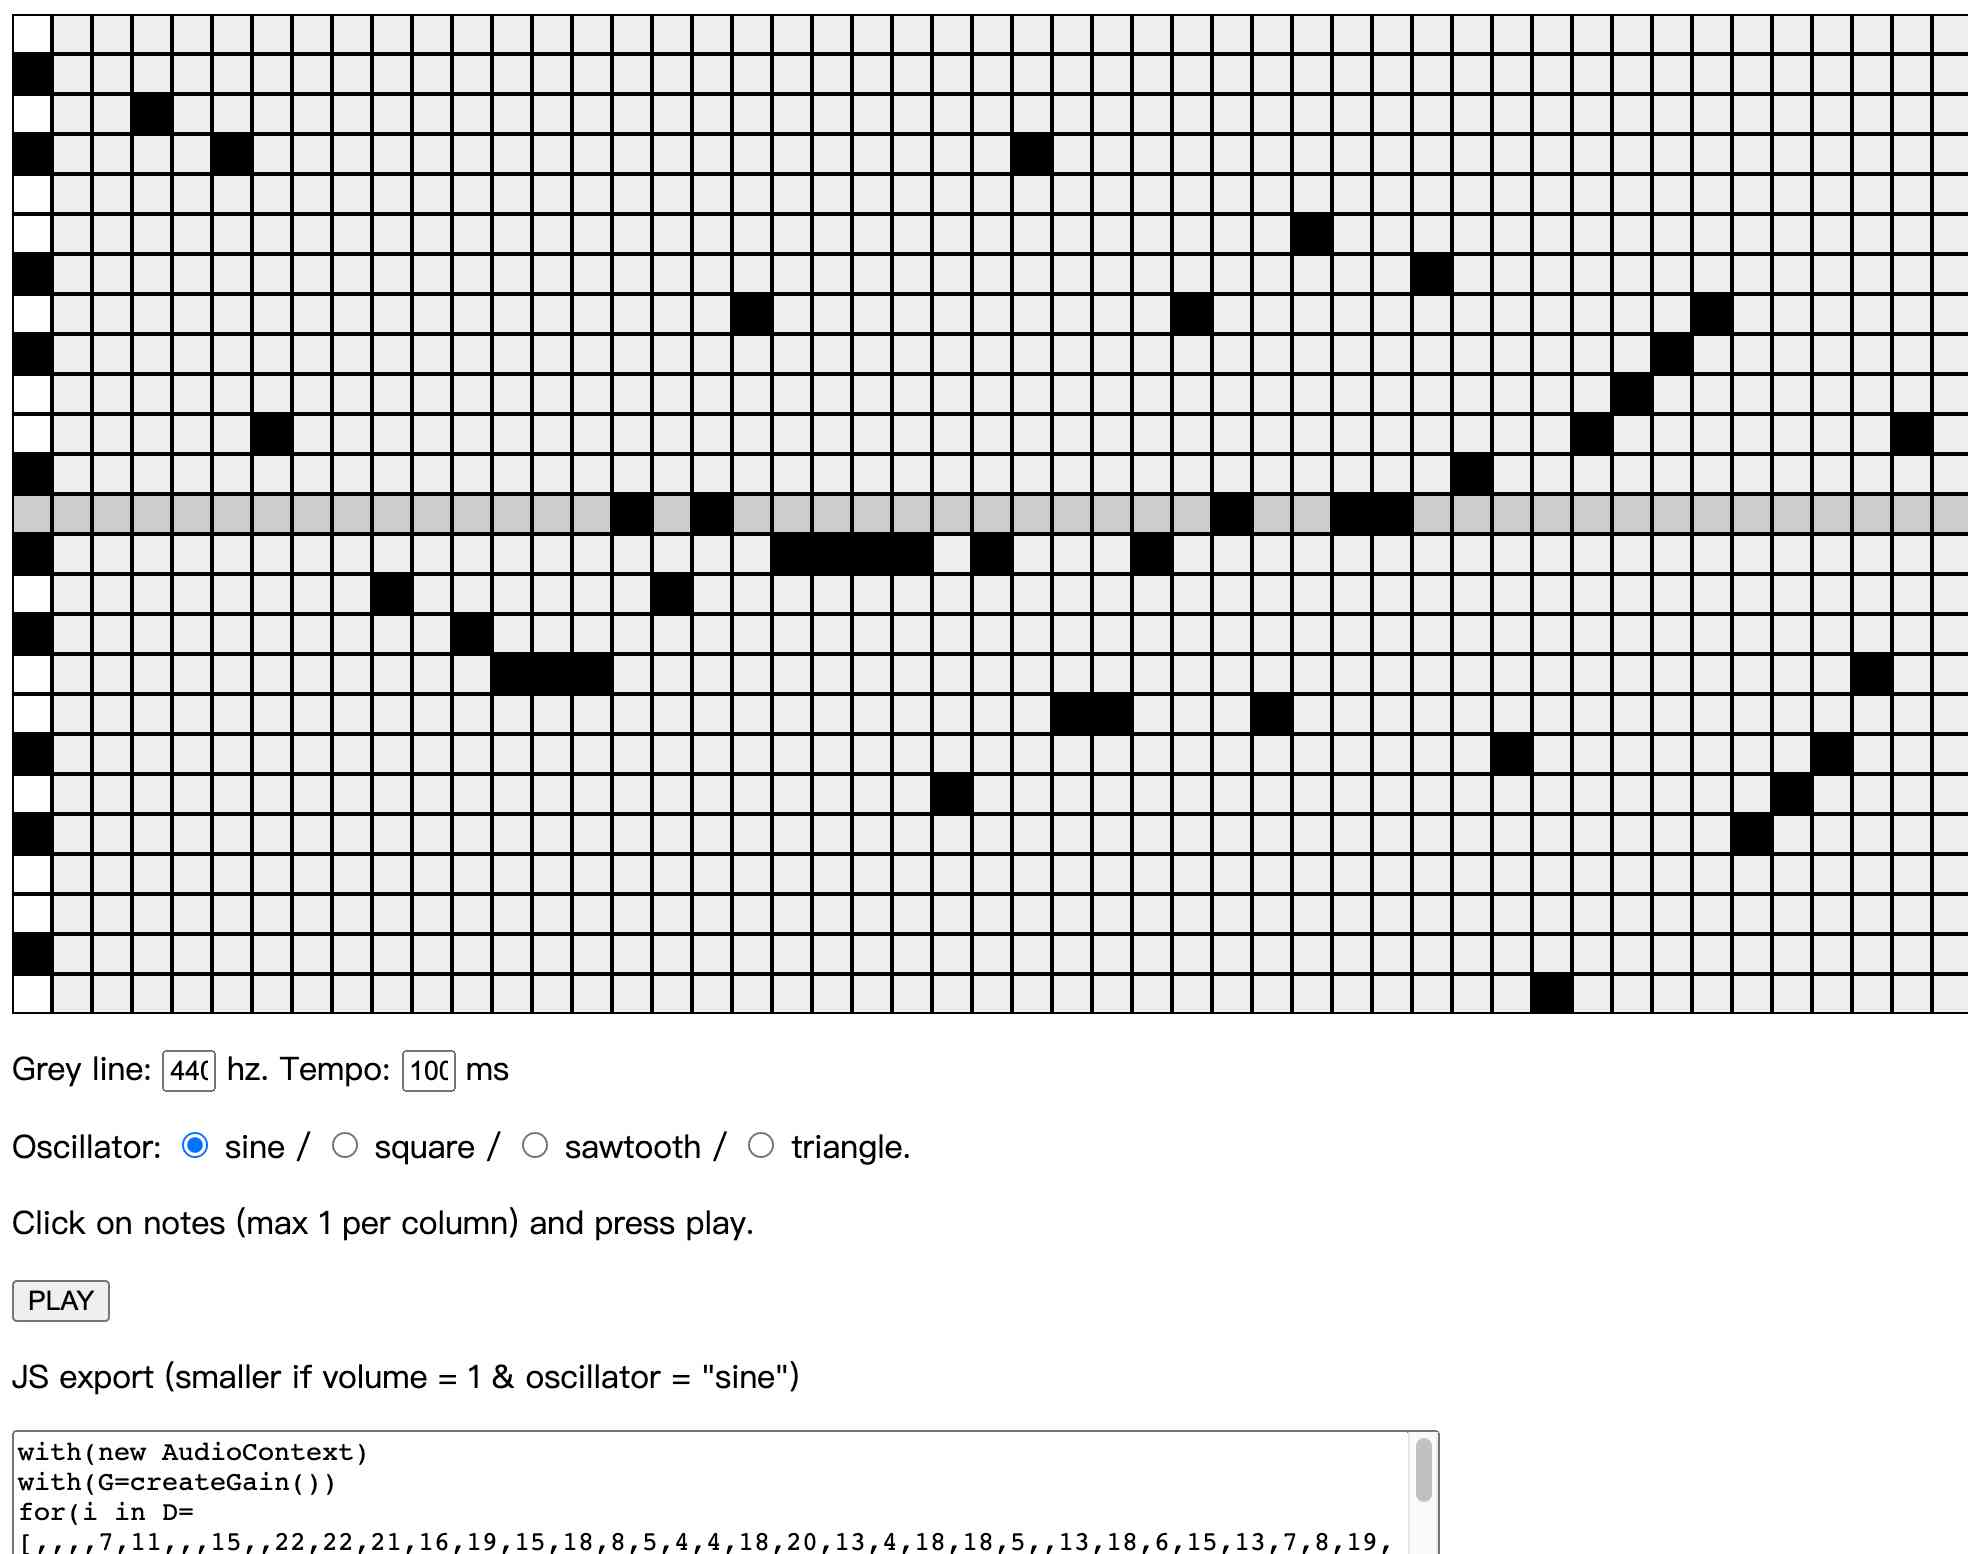 Grey line: 440 hz. Tempo: 100 ms
Oscillator: sine / square / sawtooth / triangle.
Click on notes (max 1 per column) and press play.
PLAY
JS export (smaller if volume = 1 & oscillator = "sine")
with(new AudioContext)
with(G=createGain())
for(i in D=
[,,,,7,11,,,15,,22,22,21,16,19,15,18,8,5,4,4,18,20,13,4,18,18,5,,13,18,6,15,13,7,8,19,